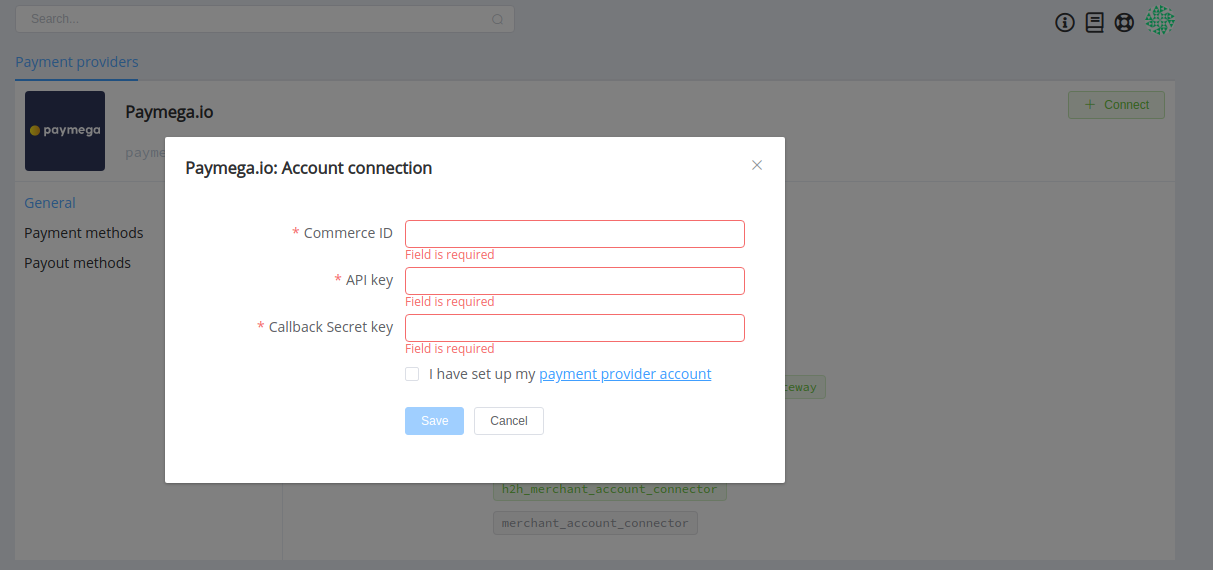 Search...
Payment providers
paymega
Paymega.io
+ Connect
payme
Paymega.io: Account connection
General
Payment methods
Payout methods
* Commerce ID
Field is required
* API key
Field is required
* Callback Secret key
Field is required
I have set up my payment provider account
Save Cancel
h2h_merchant_account_connector
merchant_account_connector